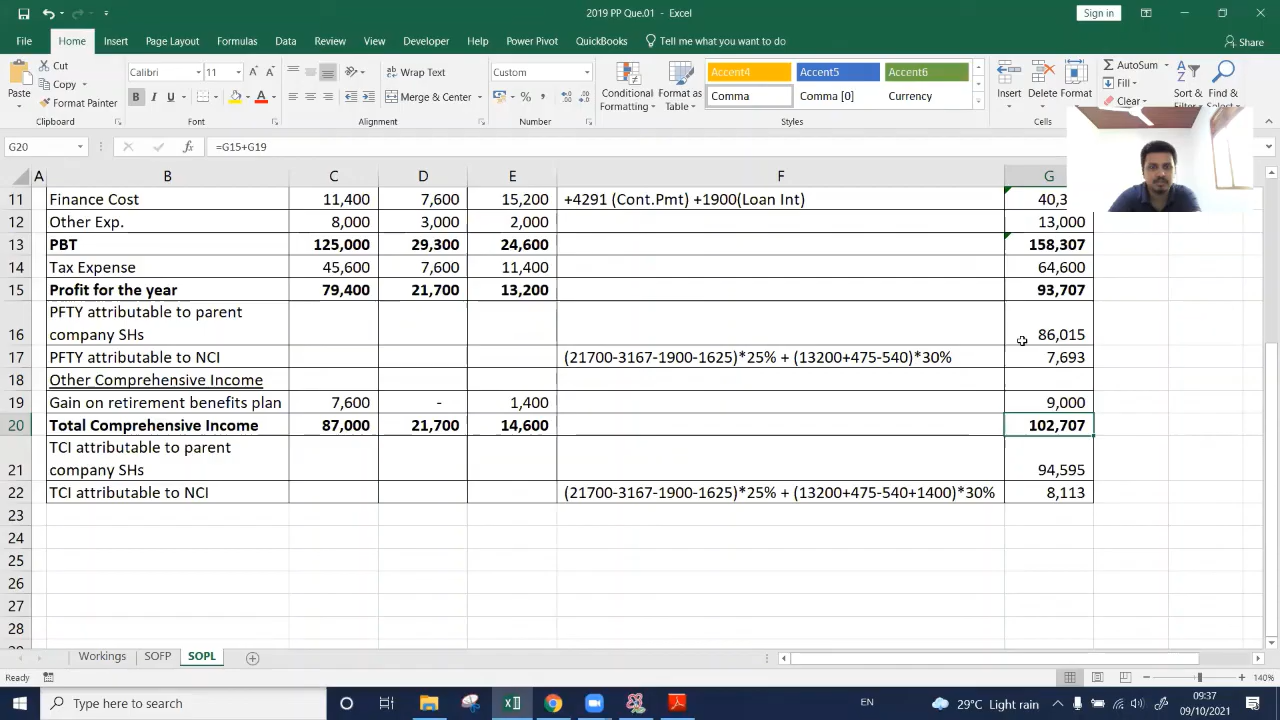 2019 PP Que.01 - Excel
Sign in
File Home Insert Page Layout Formulas Data Review View Developer Help Power Pivot QuickBooks Tell me what you want to do Share
Paste
Cut
Copy
Format Painter
Clipboard
Calibri 11
B I U
Font
Wrap Text
Merge & Center
Alignment
Custom
Number
Conditional Formatting
Format as Table
Accent4 Accent5 Accent6
Comma Comma [0] Currency
Styles
Insert Delete Format
Cells
AutoSum
Fill
Clear
Sort &
Find &
G20 =G15+G19
A B C D E F G
11 Finance Cost 11,400 7,600 15,200 +4291 (Cont.Pmt) +1900(Loan Int) 40,3
12 Other Exp. 8,000 3,000 2,000 13,000
13 PBT 125,000 29,300 24,600 158,307
14 Tax Expense 45,600 7,600 11,400 64,600
15 Profit for the year 79,400 21,700 13,200 93,707
PFTY attributable to parent
16 company SHs 86,015
17 PFTY attributable to NCI (21700-3167-1900-1625)*25% + (13200+475-540)*30% 7,693
18 Other Comprehensive Income
19 Gain on retirement benefits plan 7,600 - 1,400 9,000
20 Total Comprehensive Income 87,000 21,700 14,600 102,707
TCI attributable to parent
21 company SHs 94,595
22 TCI attributable to NCI (21700-3167-1900-1625)*25% + (13200+475-540+1400)*30% 8,113
23
24
25
26
27
28
Workings SOFP SOPL
Ready 140%
Type here to search
EN
29°C Light rain
09:37
09/10/2021